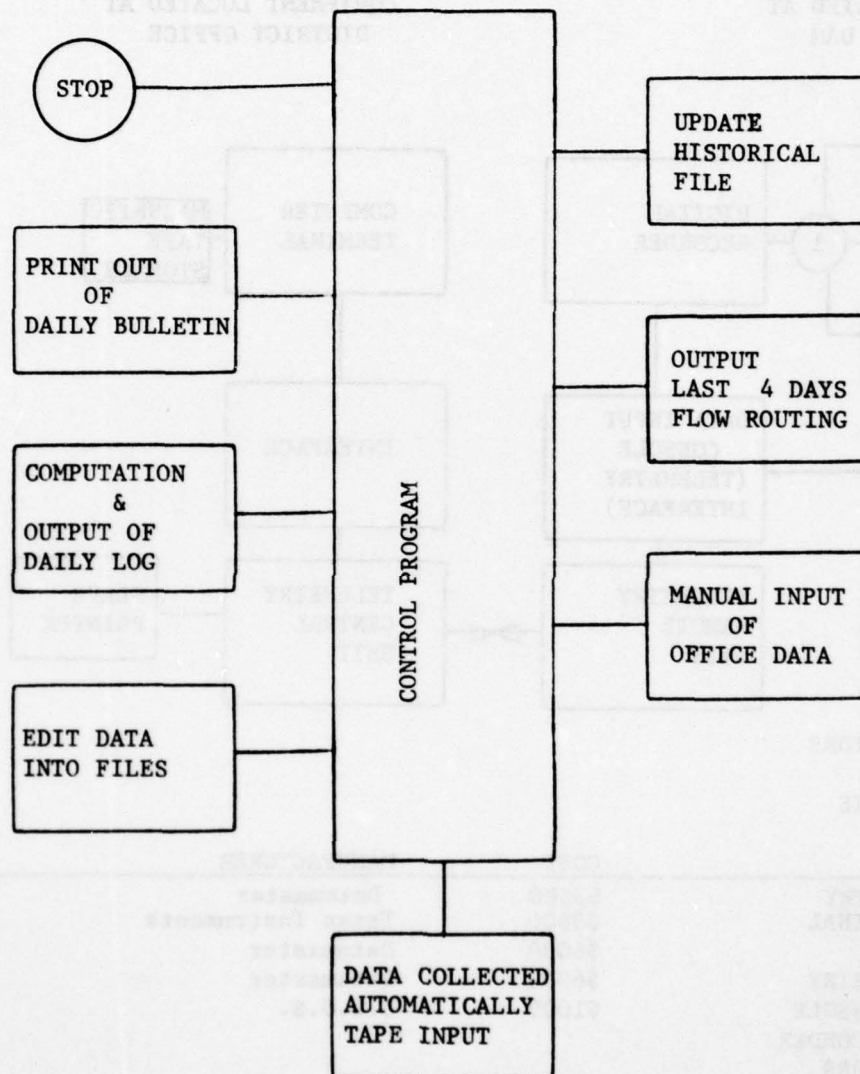 STOP
UPDATE
HISTORICAL
FILE
PRINT OUT
OF
DAILY BULLETIN
OUTPUT
LAST 4 DAYS
FLOW ROUTING
COMPUTATION
&
OUTPUT OF
DAILY LOG
CONTROL PROGRAM
MANUAL INPUT
OF
OFFICE DATA
EDIT DATA
INTO FILES
DATA COLLECTED
AUTOMATICALLY
TAPE INPUT